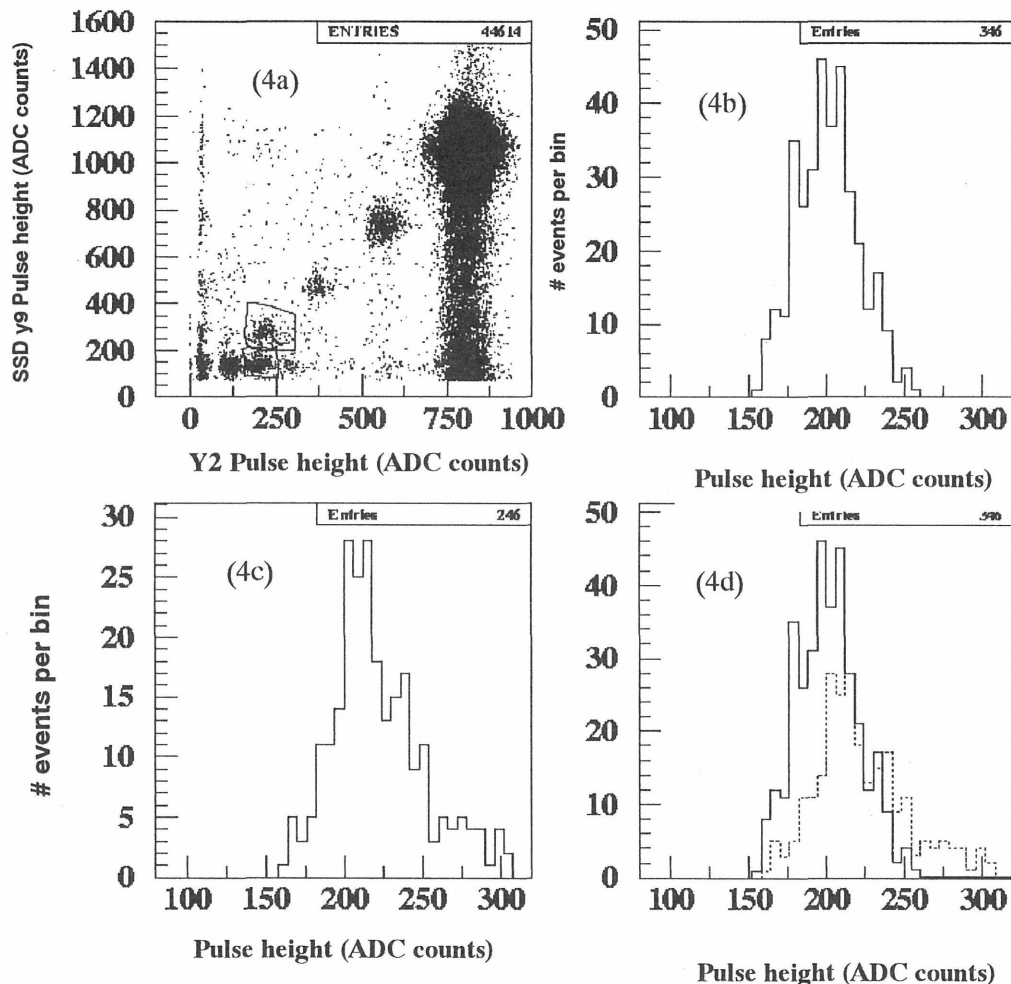 1600
1400
1200
1000
800
600
400
200
0
SSD y9 Pulse height (ADC counts)
ENTRIES 44614
(4a)
0 250 500 750 1000
Y2 Pulse height (ADC counts)
50
40
30
20
10
0
# events per bin
Entries 346
(4b)
100 150 200 250 300
Pulse height (ADC counts)
30
25
20
15
10
5
0
# events per bin
Entries 246
(4c)
100 150 200 250 300
Pulse height (ADC counts)
50
40
30
20
10
0
Entries 346
(4d)
100 150 200 250 300
Pulse height (ADC counts)